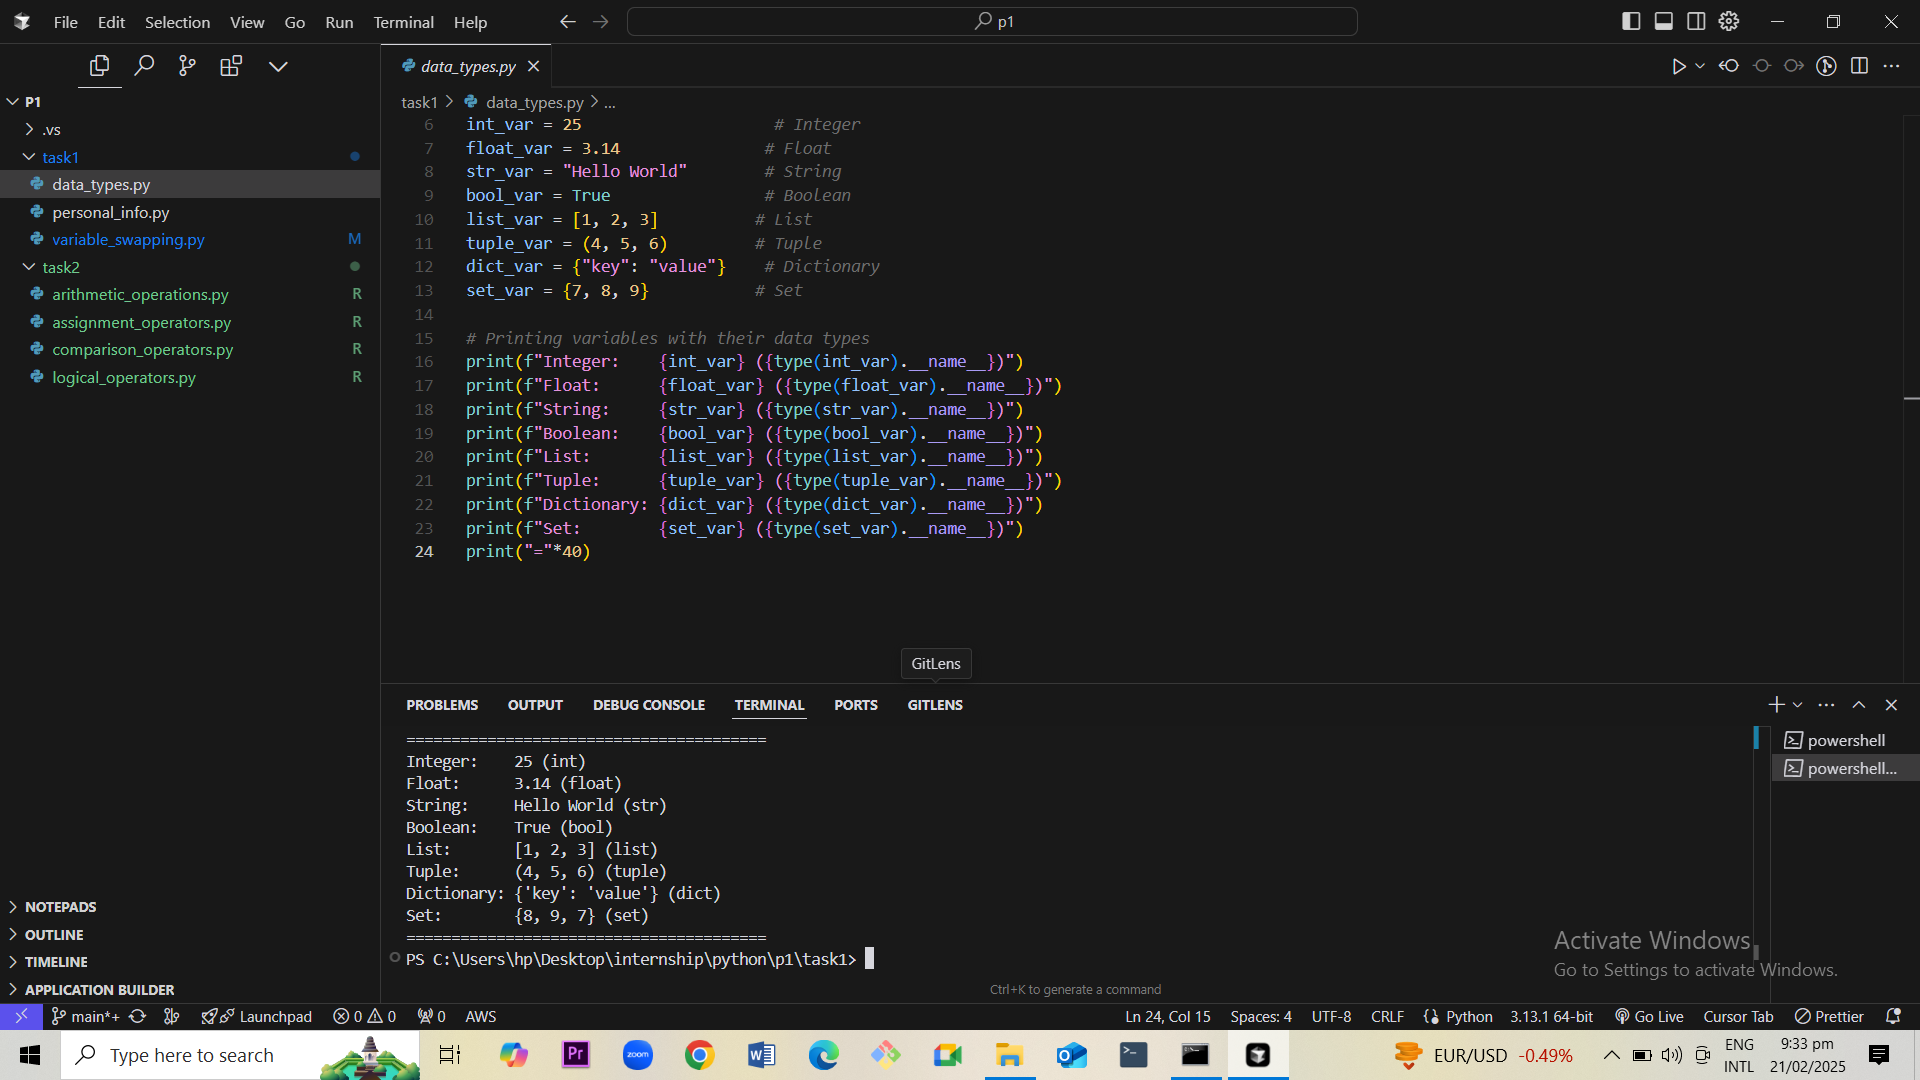 File Edit Selection View Go Run Terminal Help
p1
P1
.vs
task1
data_types.py
personal_info.py
variable_swapping.py M
task2
arithmetic_operations.py R
assignment_operators.py R
comparison_operators.py R
logical_operators.py R
NOTEPADS
OUTLINE
TIMELINE
APPLICATION BUILDER
data_types.py
task1 > data_types.py > ...
6 int_var = 25 # Integer
7 float_var = 3.14 # Float
8 str_var = "Hello World" # String
9 bool_var = True # Boolean
10 list_var = [1, 2, 3] # List
11 tuple_var = (4, 5, 6) # Tuple
12 dict_var = {"key": "value"} # Dictionary
13 set_var = {7, 8, 9} # Set
14
15 # Printing variables with their data types
16 print(f"Integer: {int_var} ({type(int_var).__name__})")
17 print(f"Float: {float_var} ({type(float_var).__name__})")
18 print(f"String: {str_var} ({type(str_var).__name__})")
19 print(f"Boolean: {bool_var} ({type(bool_var).__name__})")
20 print(f"List: {list_var} ({type(list_var).__name__})")
21 print(f"Tuple: {tuple_var} ({type(tuple_var).__name__})")
22 print(f"Dictionary: {dict_var} ({type(dict_var).__name__})")
23 print(f"Set: {set_var} ({type(set_var).__name__})")
24 print("="*40)
GitLens
PROBLEMS OUTPUT DEBUG CONSOLE TERMINAL PORTS GITLENS
========================================
Integer: 25 (int)
Float: 3.14 (float)
String: Hello World (str)
Boolean: True (bool)
List: [1, 2, 3] (list)
Tuple: (4, 5, 6) (tuple)
Dictionary: {'key': 'value'} (dict)
Set: {8, 9, 7} (set)
========================================
PS C:\Users\hp\Desktop\internship\python\p1\task1>
Ctrl+K to generate a command
powershell
powershell...
Activate Windows
Go to Settings to activate Windows.
main*+ Launchpad 0 0 0 AWS
Ln 24, Col 15 Spaces: 4 UTF-8 CRLF Python 3.13.1 64-bit Go Live Cursor Tab Prettier
Type here to search
Pr
zoom
EUR/USD -0.49%
ENG
INTL
9:33 pm
21/02/2025